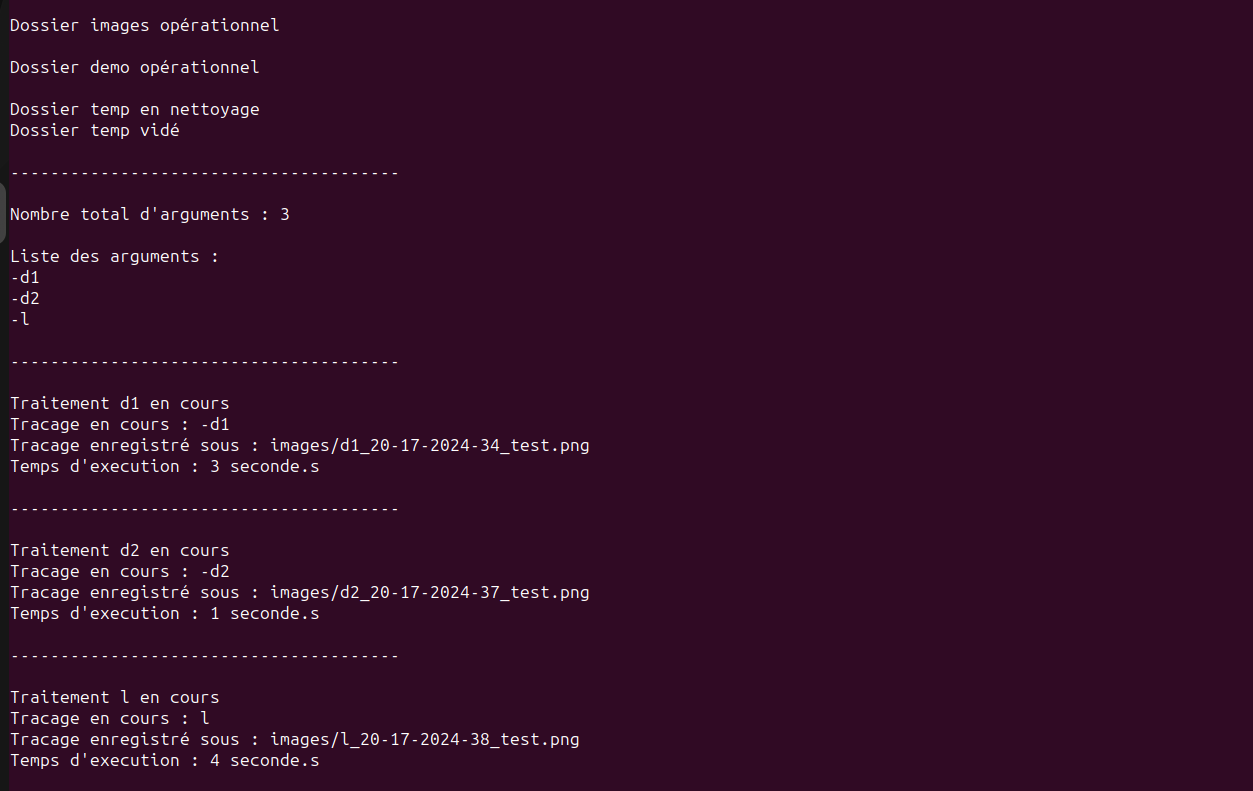 Dossier images opérationnel
Dossier demo opérationnel
Dossier temp en nettoyage
Dossier temp vidé
---------------------------------------
Nombre total d'arguments : 3
Liste des arguments :
-d1
-d2
-l
---------------------------------------
Traitement d1 en cours
Tracage en cours : -d1
Tracage enregistré sous : images/d1_20-17-2024-34_test.png
Temps d'execution : 3 seconde.s
---------------------------------------
Traitement d2 en cours
Tracage en cours : -d2
Tracage enregistré sous : images/d2_20-17-2024-37_test.png
Temps d'execution : 1 seconde.s
---------------------------------------
Traitement l en cours
Tracage en cours : l
Tracage enregistré sous : images/l_20-17-2024-38_test.png
Temps d'execution : 4 seconde.s